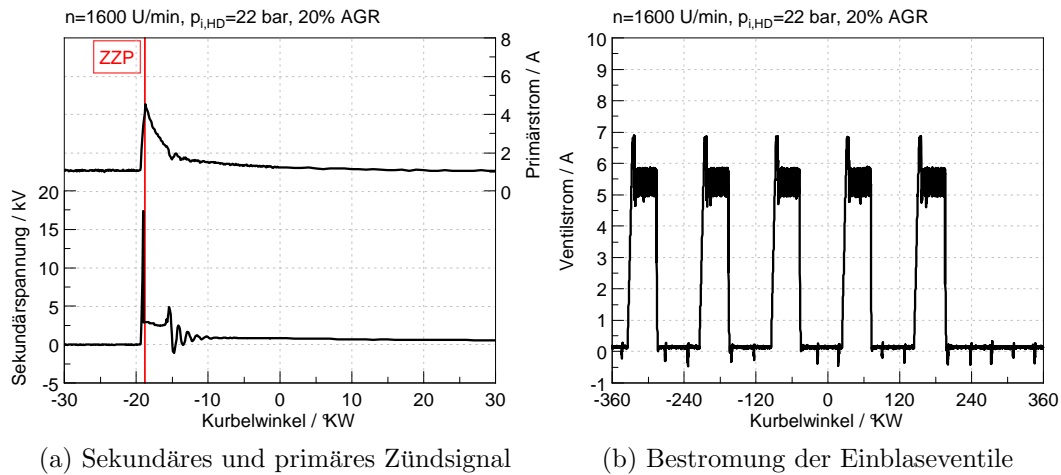 n=1600 U/min, pi,HD=22 bar, 20% AGR
ZZP
8
6
4
2
0
Primärstrom / A
20
15
10
5
0
-5
Sekundärspannung / kV
-30 -20 -10 0 10 20 30
Kurbelwinkel / °KW
(a) Sekundäres und primäres Zündsignal
n=1600 U/min, pi,HD=22 bar, 20% AGR
10
9
8
7
6
5
4
3
2
1
0
-1
Ventilstrom / A
-360 -240 -120 0 120 240 360
Kurbelwinkel / °KW
(b) Bestromung der Einblaseventile